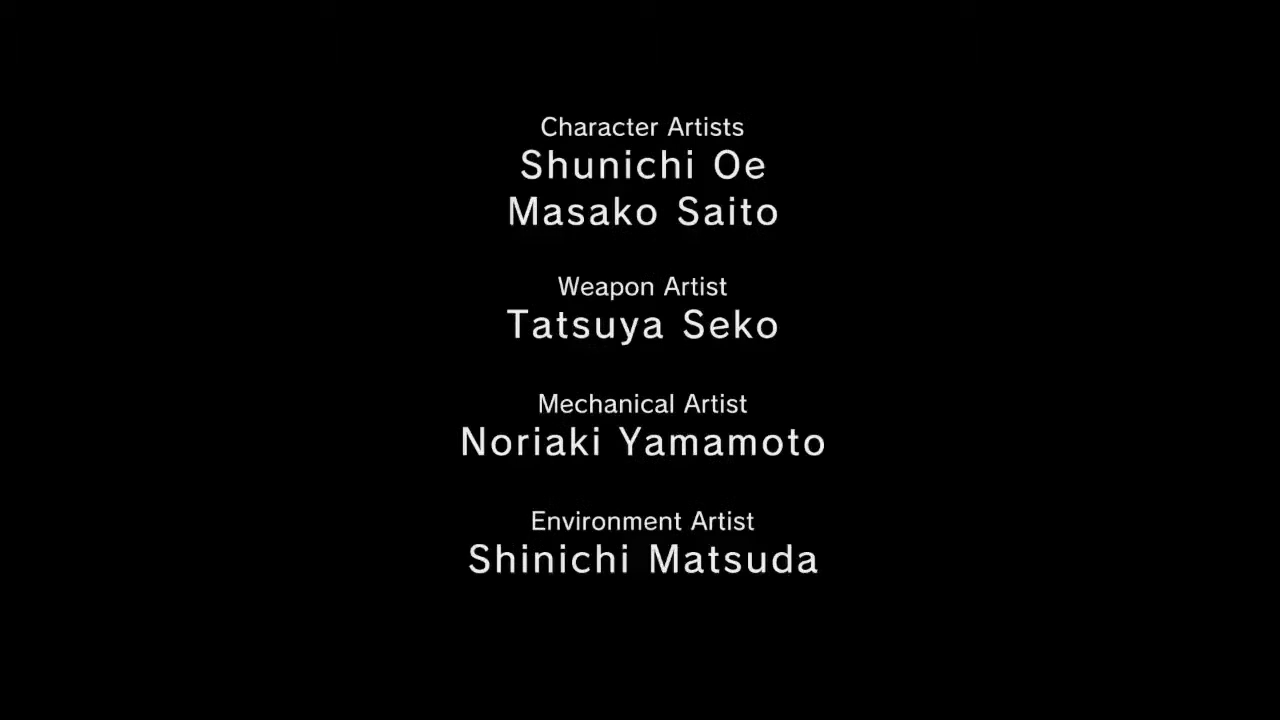 Character Artists
Shunichi Oe
Masako Saito
Weapon Artist
Tatsuya Seko
Mechanical Artist
Noriaki Yamamoto
Environment Artist
Shinichi Matsuda